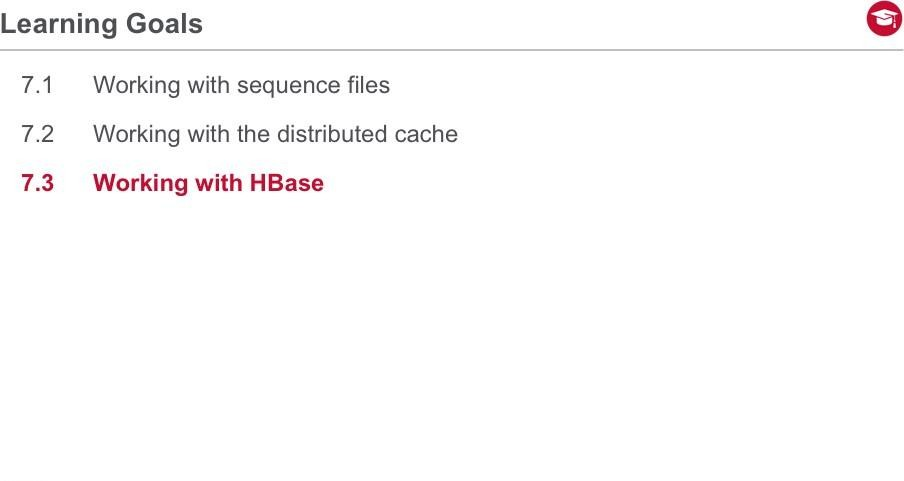 Learning Goals
7.1 Working with sequence files
7.2 Working with the distributed cache
7.3 Working with HBase